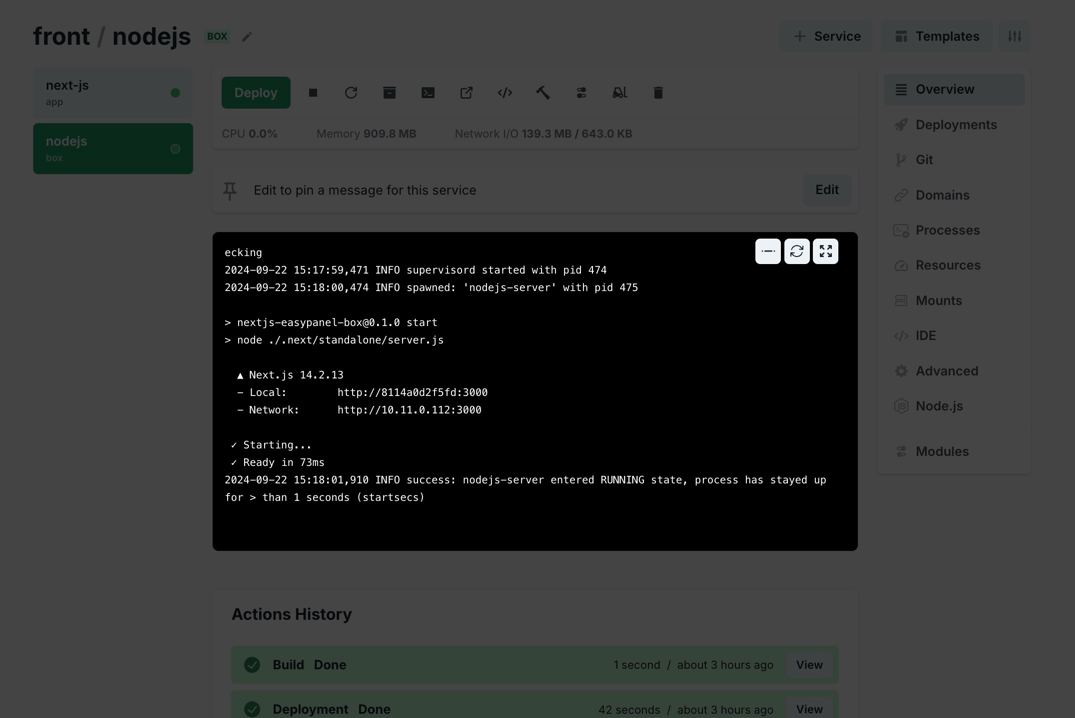 front / nodejs BOX
Service
Templates
next-js
app
nodejs
box
Deploy
CPU 0.0% Memory 909.8 MB Network I/O 139.3 MB / 643.0 KB
Edit to pin a message for this service
Edit
ecking
2024-09-22 15:17:59,471 INFO supervisord started with pid 474
2024-09-22 15:18:00,474 INFO spawned: 'nodejs-server' with pid 475
> nextjs-easypanel-box@0.1.0 start
> node ./.next/standalone/server.js
▲ Next.js 14.2.13
- Local: http://8114a0d2f5fd:3000
- Network: http://10.11.0.112:3000
✓ Starting...
✓ Ready in 73ms
2024-09-22 15:18:01,910 INFO success: nodejs-server entered RUNNING state, process has stayed up
for > than 1 seconds (startsecs)
Actions History
Build Done 1 second / about 3 hours ago View
Deployment Done 42 seconds / about 3 hours ago View
Overview
Deployments
Git
Domains
Processes
Resources
Mounts
IDE
Advanced
Node.js
Modules